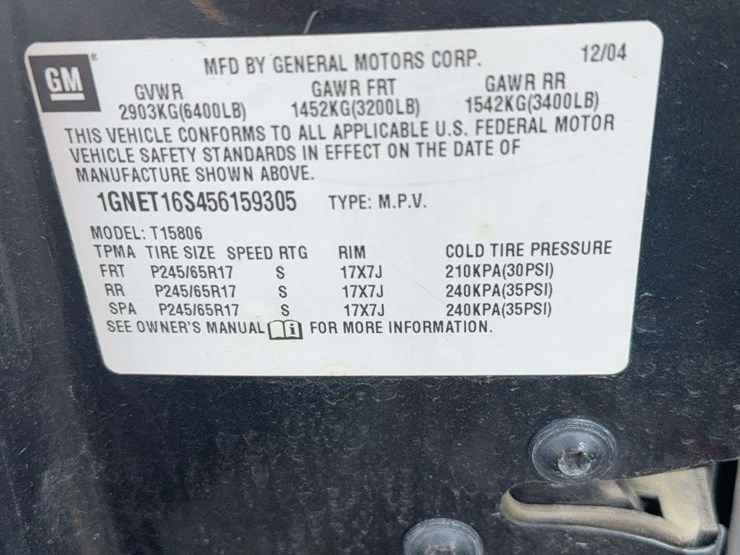 GM
MFD BY GENERAL MOTORS CORP. 12/04
GVWR GAWR FRT GAWR RR
2903KG(6400LB) 1452KG(3200LB) 1542KG(3400LB)
THIS VEHICLE CONFORMS TO ALL APPLICABLE U.S. FEDERAL MOTOR
VEHICLE SAFETY STANDARDS IN EFFECT ON THE DATE OF
MANUFACTURE SHOWN ABOVE.
1GNET16S456159305 TYPE: M.P.V.
MODEL: T15806
TPMA TIRE SIZE SPEED RTG RIM COLD TIRE PRESSURE
FRT P245/65R17 S 17X7J 210KPA(30PSI)
RR P245/65R17 S 17X7J 240KPA(35PSI)
SPA P245/65R17 S 17X7J 240KPA(35PSI)
SEE OWNER'S MANUAL i FOR MORE INFORMATION.